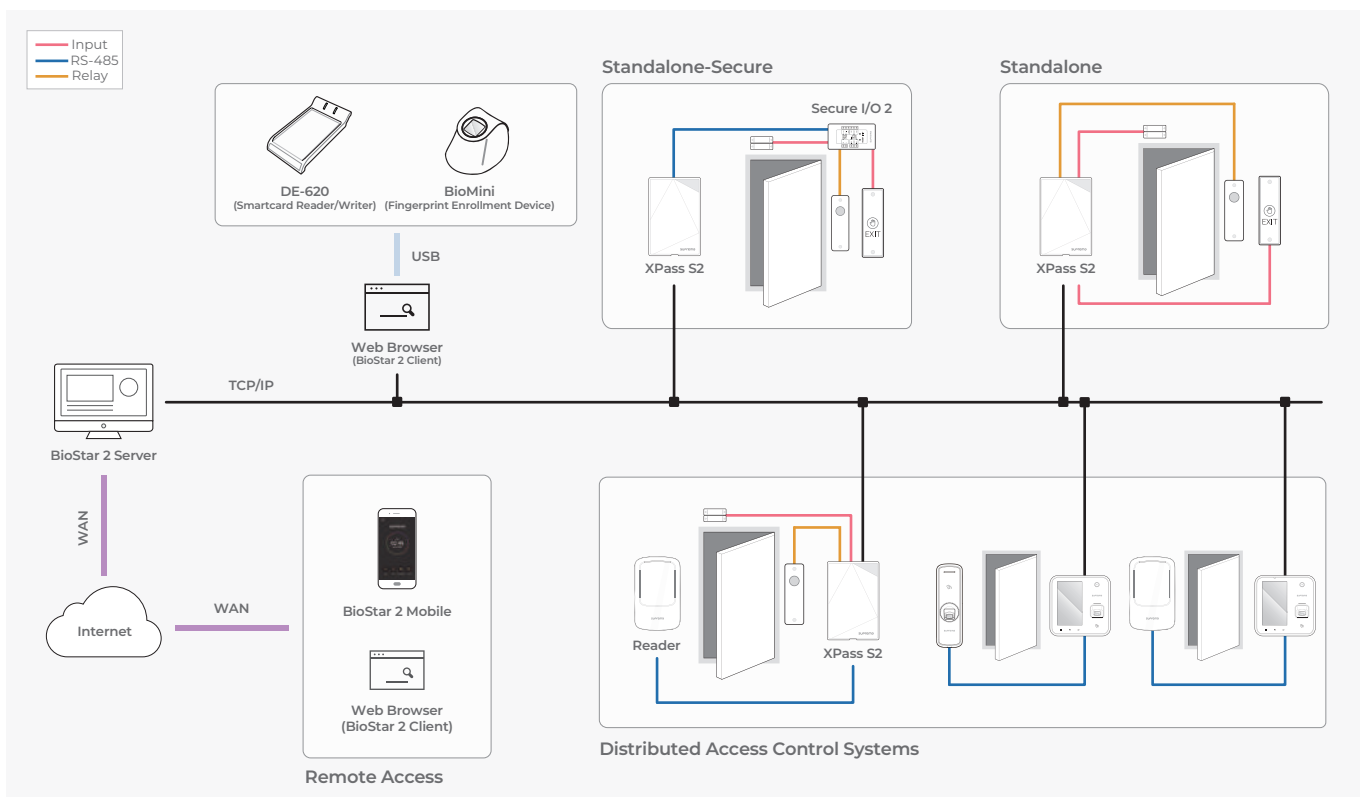 Input
RS-485
Relay
DE-620
(Smartcard Reader/Writer)
BioMini
(Fingerprint Enrollment Device)
USB
Web Browser
(BioStar 2 Client)
TCP/IP
BioStar 2 Server
WAN
Internet
WAN
BioStar 2 Mobile
Web Browser
(BioStar 2 Client)
Remote Access
Standalone-Secure
Secure I/O 2
EXIT
XPass S2
Standalone
EXIT
XPass S2
Reader
XPass S2
Distributed Access Control Systems